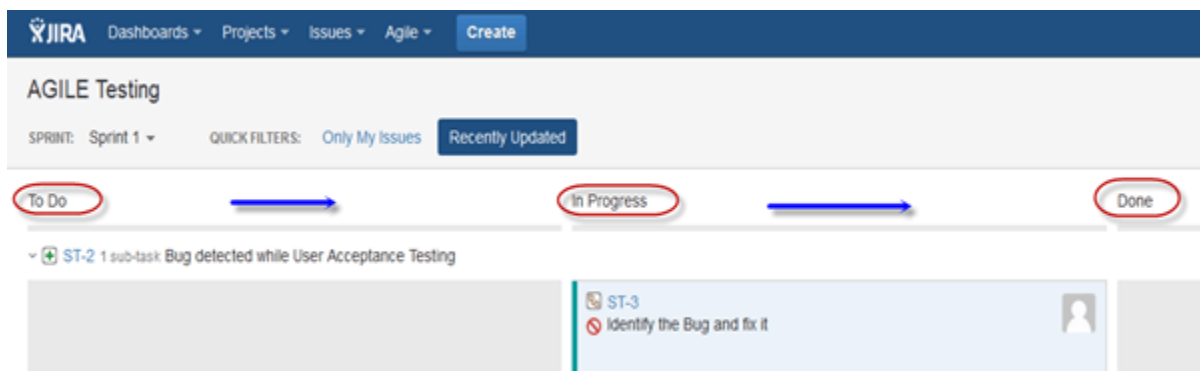 JIRA Dashboards Projects Issues Agile Create
AGILE Testing
SPRINT: Sprint 1 QUICK FILTERS: Only My Issues Recently Updated
To Do In Progress Done
ST-2 1 sub-task Bug detected while User Acceptance Testing
ST-3
Identify the Bug and fix it